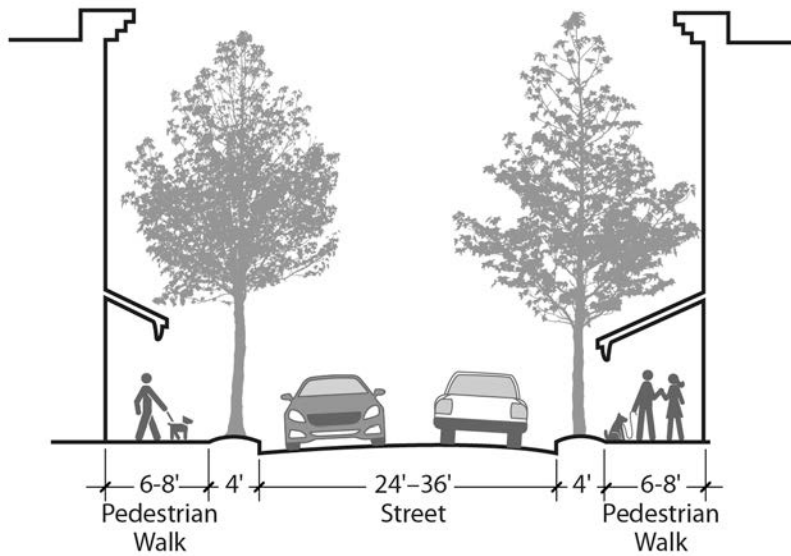 6-8' 4' 24'–36' 4' 6-8'
Pedestrian Street Pedestrian
Walk Walk